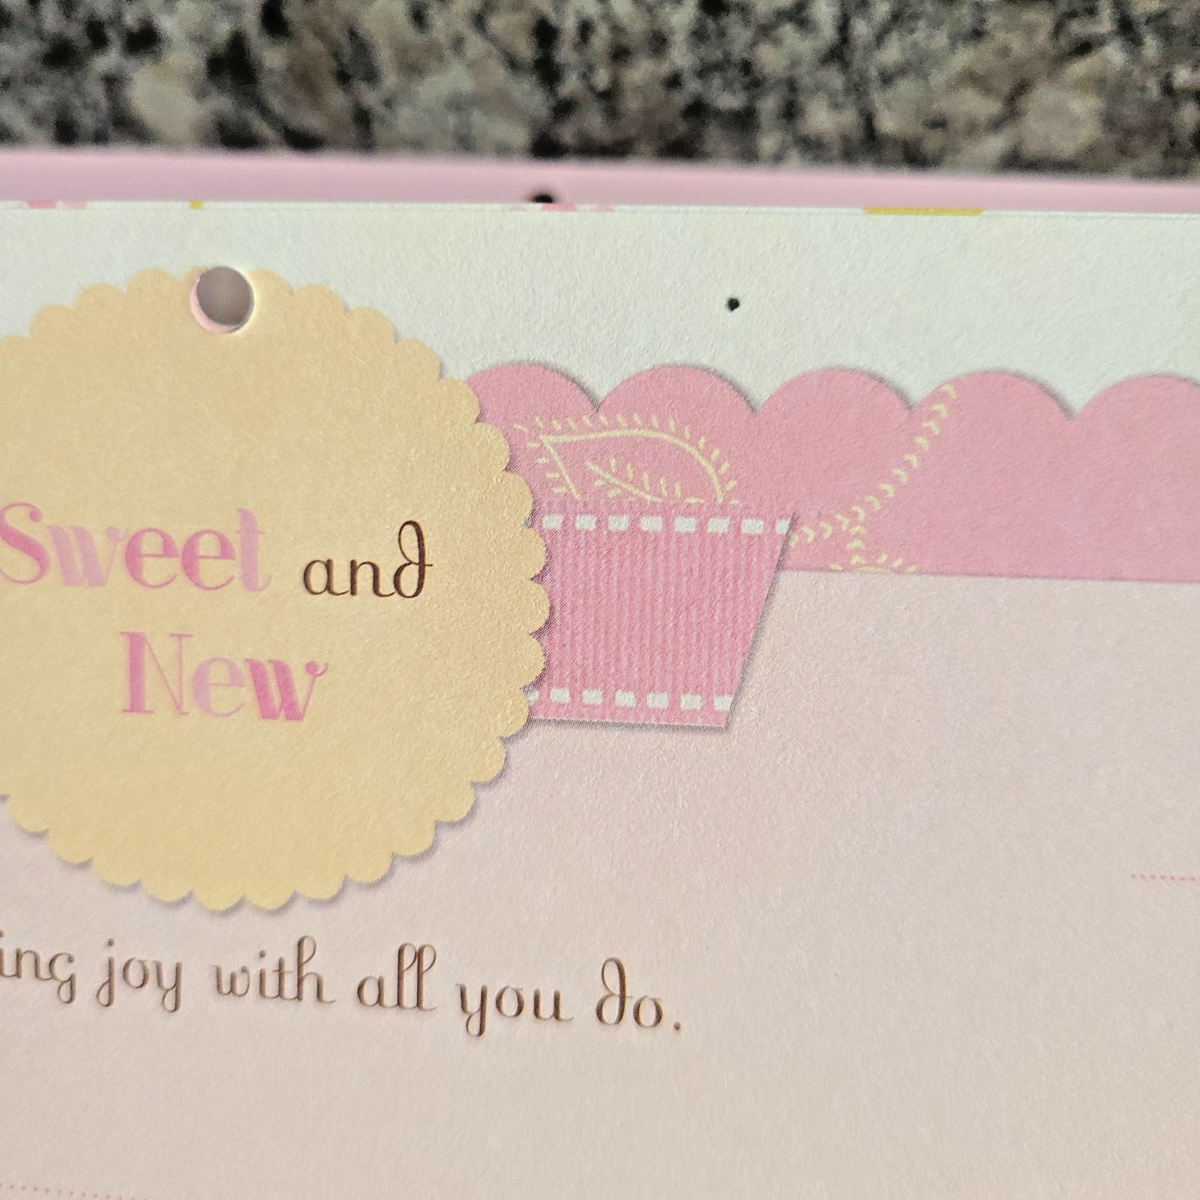 Sweet and
New
ing joy with all you do.